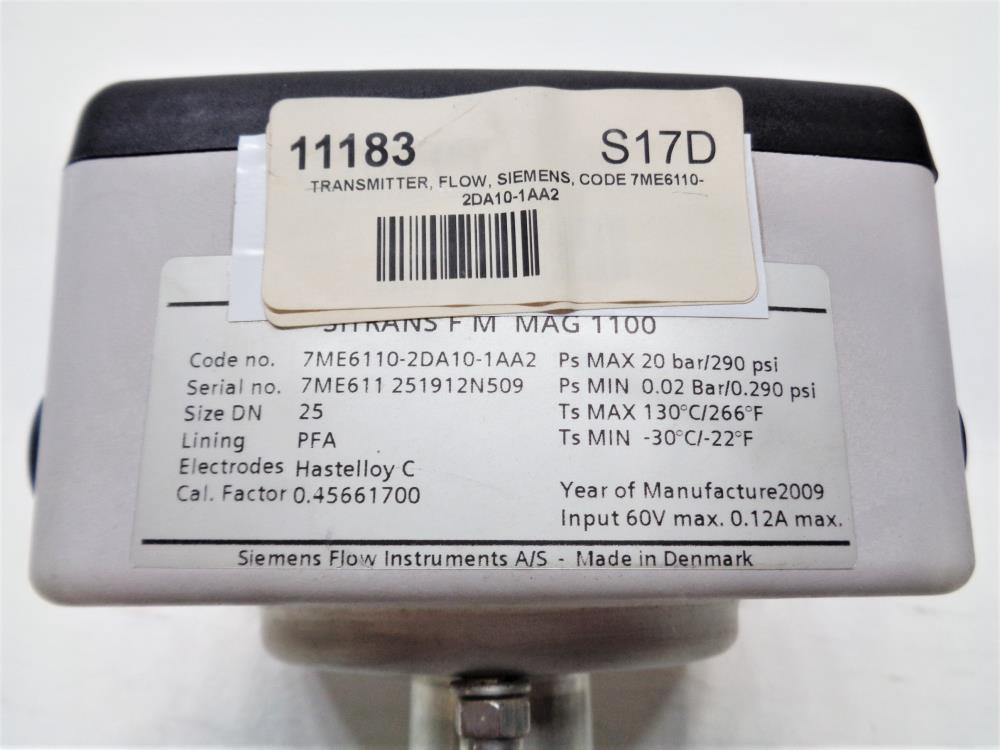 11183 S17D
TRANSMITTER, FLOW, SIEMENS, CODE 7ME6110-
2DA10-1AA2
SITRANS F M MAG 1100
Code no. 7ME6110-2DA10-1AA2 Ps MAX 20 bar/290 psi
Serial no. 7ME611 251912N509 Ps MIN 0.02 Bar/0.290 psi
Size DN 25 Ts MAX 130°C/266°F
Lining PFA Ts MIN -30°C/-22°F
Electrodes Hastelloy C
Cal. Factor 0.45661700 Year of Manufacture2009
Input 60V max. 0.12A max.
Siemens Flow Instruments A/S - Made in Denmark